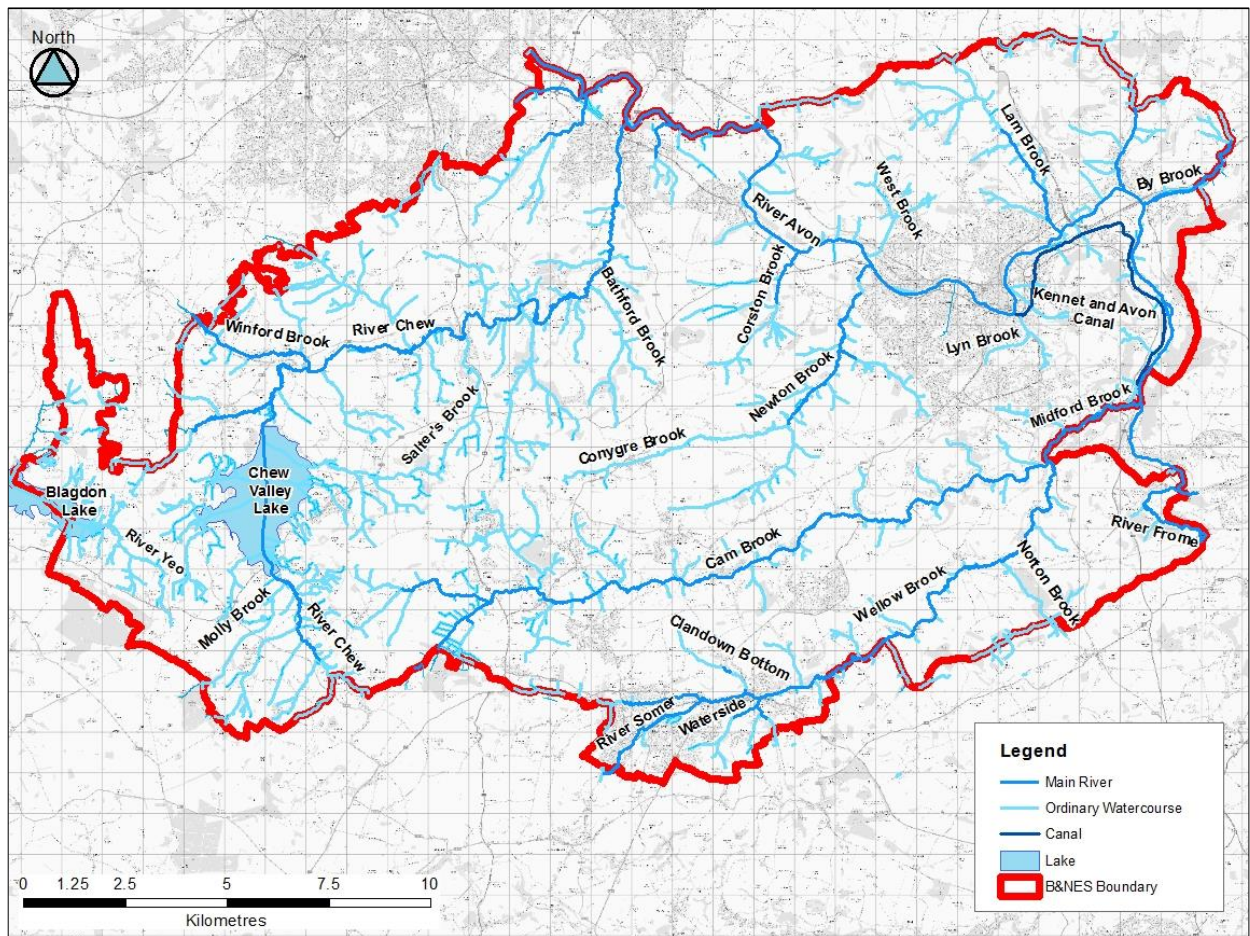 North
Lam Brook
By Brook
West Brook
River Avon
Bathford Brook
Corston Brook
Kennet and Avon
Canal
Winford Brook
River Chew
Lyn Brook
Newton Brook
Midford Brook
Salter's Brook
Conygre Brook
Chew
Valley
Lake
Blagdon
Lake
River Yeo
Cam Brook
River Frome
Norton Brook
Wellow Brook
Molly Brook
River Chew
Clandown Bottom
River Somer
Waterside
Legend
Main River
Ordinary Watercourse
Canal
Lake
B&NES Boundary
0 1.25 2.5 5 7.5 10
Kilometres